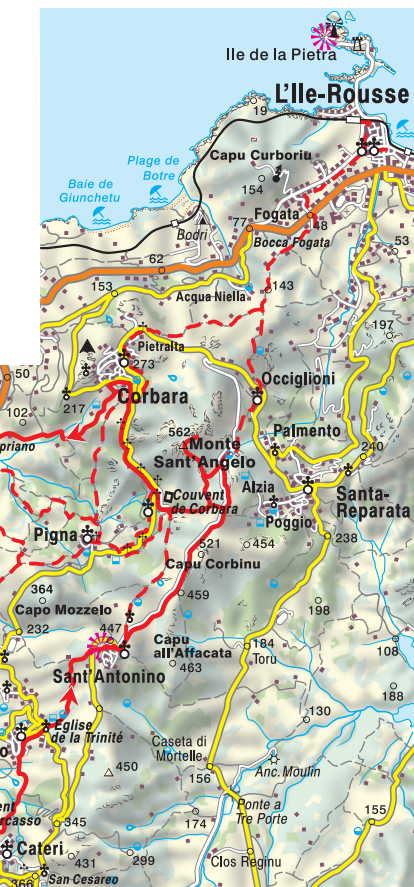 Ile de la Pietra
L'Ile-Rousse
19
Capu Curboriu
154
Plage de
Botre
Baie de
Giunchetu
Fogata
77
48
Bodri
Bocca Fogata
53
62
153
143
Acqua Niella
197
Pietralta
273
50
Occiglioni
217
Corbara
102
562
Monte
Sant'Angelo
Palmento
240
priano
Couvent
de Corbara
Alzia
Santa-
Reparata
Poggio
Pigna
521
454
238
Capu Corbinu
364
459
198
Capo Mozzelo
232
447
Capu
all'Affacata
184
108
463
Toru
Sant'Antonino
188
130
Eglise
de la Trinité
Caseta di
Mortelle
450
156
Anc. Moulin
o
ent
rcasso
Ponte a
Tre Porte
345
174
155
Cateri
431
299
Clos Reginu
366
San Cesareo